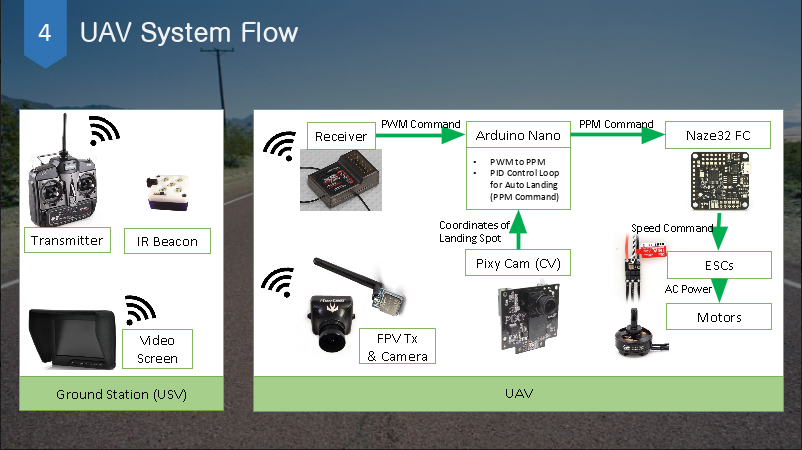 4
UAV System Flow
Transmitter
IR Beacon
Video
Screen
Ground Station (USV)
Receiver
PWM Command
Arduino Nano
PPM Command
Naze32 FC
• PWM to PPM
• PID Control Loop
for Auto Landing
(PPM Command)
Coordinates of
Landing Spot
Pixy Cam (CV)
FPV Tx
& Camera
Speed Command
ESCs
AC Power
Motors
UAV